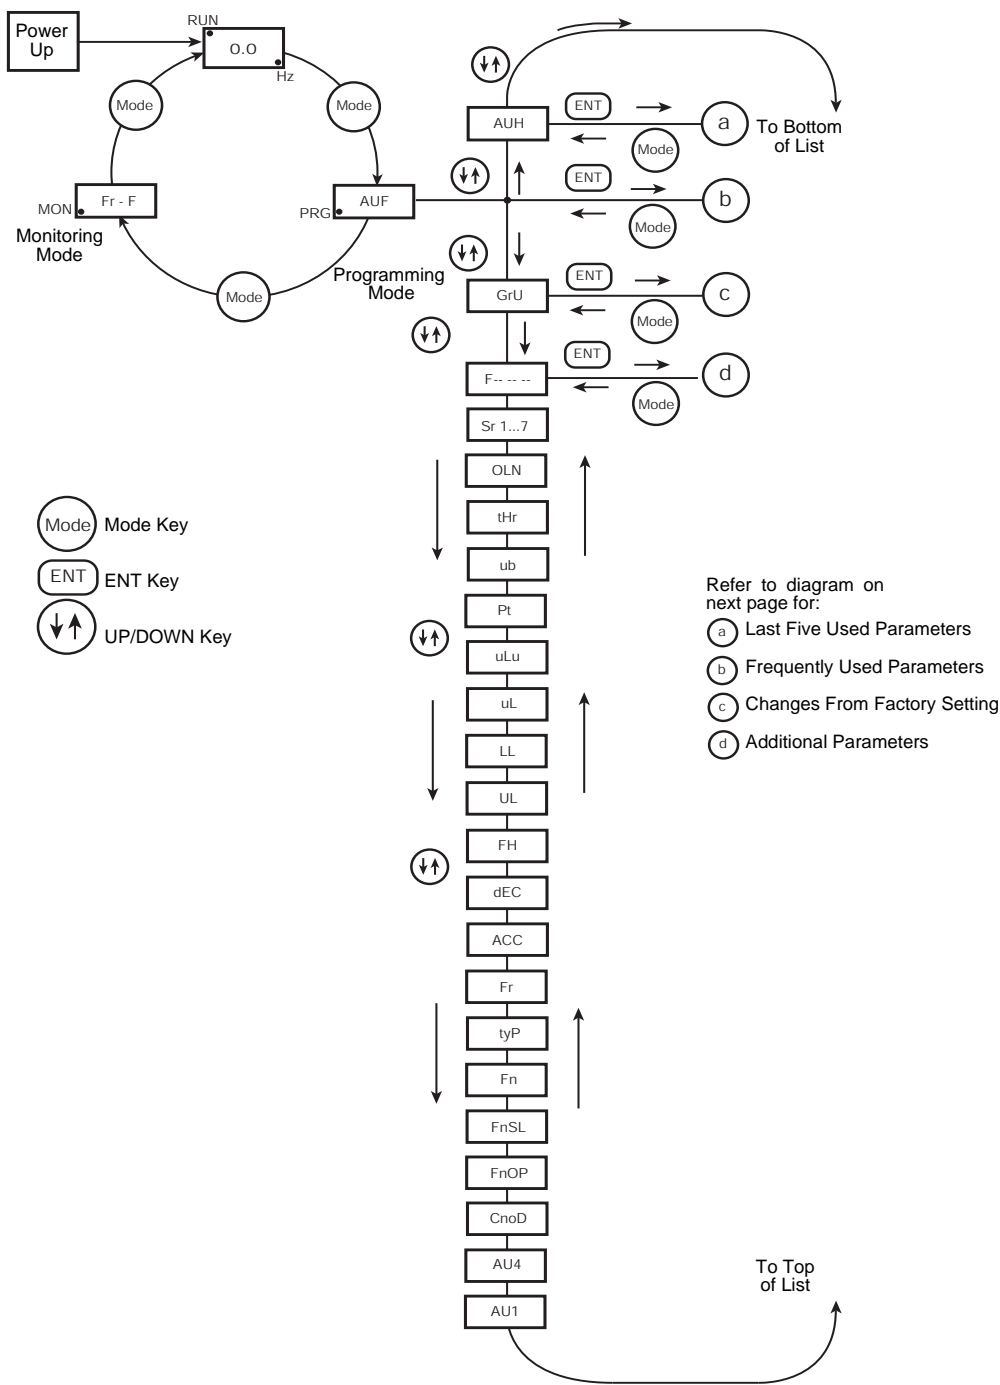 Power
Up
RUN
0.0
Hz
Mode
Mode
MON
Fr - F
Monitoring
Mode
PRG
AUF
Programming
Mode
Mode
AUH
ENT
Mode
a
To Bottom
of List
ENT
Mode
b
GrU
ENT
Mode
c
F-- -- --
ENT
Mode
d
Sr 1...7
OLN
tHr
ub
Pt
uLu
uL
LL
UL
FH
dEC
ACC
Fr
tyP
Fn
FnSL
FnOP
CnoD
AU4
AU1
Mode Mode Key
ENT ENT Key
UP/DOWN Key
Refer to diagram on
next page for:
a Last Five Used Parameters
b Frequently Used Parameters
c Changes From Factory Setting
d Additional Parameters
To Top
of List